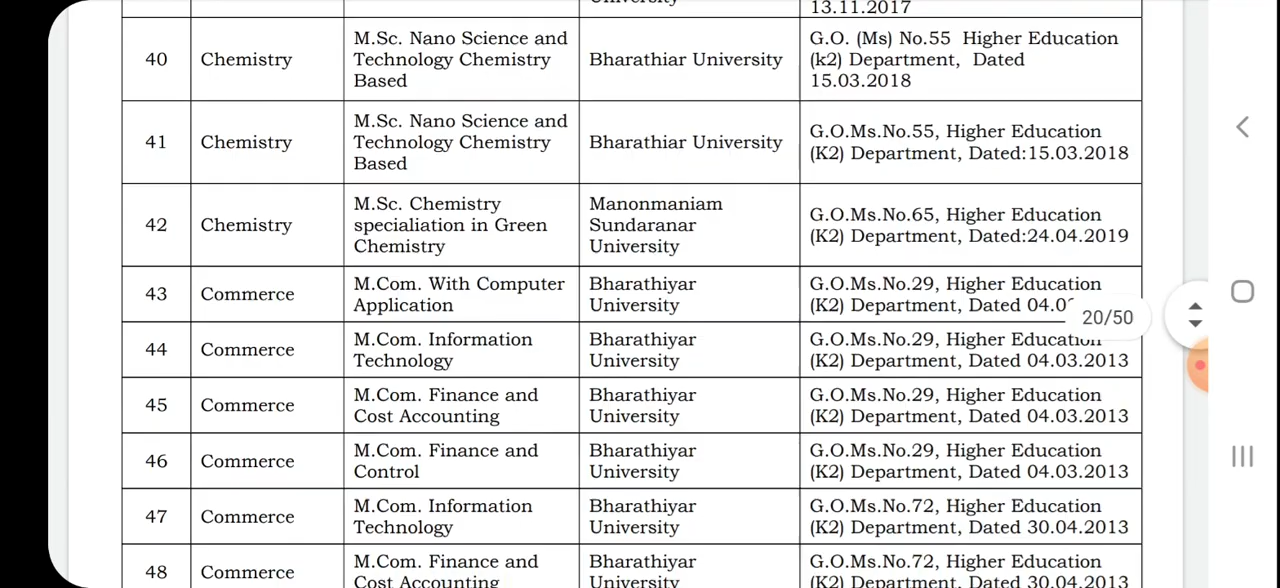 University
13.11.2017
40
Chemistry
M.Sc. Nano Science and
Technology Chemistry
Based
Bharathiar University
G.O. (Ms) No.55 Higher Education
(k2) Department, Dated
15.03.2018
41
Chemistry
M.Sc. Nano Science and
Technology Chemistry
Based
Bharathiar University
G.O.Ms.No.55, Higher Education
(K2) Department, Dated:15.03.2018
42
Chemistry
M.Sc. Chemistry
specialiation in Green
Chemistry
Manonmaniam
Sundaranar
University
G.O.Ms.No.65, Higher Education
(K2) Department, Dated:24.04.2019
43
Commerce
M.Com. With Computer
Application
Bharathiyar
University
G.O.Ms.No.29, Higher Education
(K2) Department, Dated
20/50
44
Commerce
M.Com. Information
Technology
Bharathiyar
University
G.O.Ms.No.29, Higher Education
(K2) Department, Dated 04.03.2013
45
Commerce
M.Com. Finance and
Cost Accounting
Bharathiyar
University
G.O.Ms.No.29, Higher Education
(K2) Department, Dated 04.03.2013
46
Commerce
M.Com. Finance and
Control
Bharathiyar
University
G.O.Ms.No.29, Higher Education
(K2) Department, Dated 04.03.2013
47
Commerce
M.Com. Information
Technology
Bharathiyar
University
G.O.Ms.No.72, Higher Education
(K2) Department, Dated 30.04.2013
48
Commerce
M.Com. Finance and
Cost Accounting
Bharathiyar
University
G.O.Ms.No.72, Higher Education
(K2) Department, Dated 30.04.2013